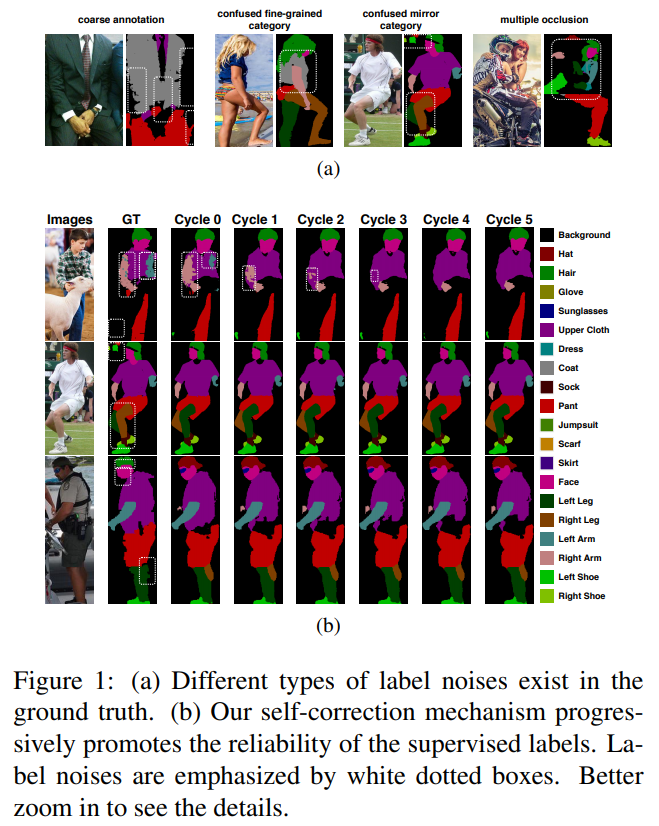 coarse annotation
confused fine-grained
category
confused mirror
category
multiple occlusion
(a)
Images GT Cycle 0 Cycle 1 Cycle 2 Cycle 3 Cycle 4 Cycle 5
Background
Hat
Hair
Glove
Sunglasses
Upper Cloth
Dress
Coat
Sock
Pant
Jumpsuit
Scarf
Skirt
Face
Left Leg
Right Leg
Left Arm
Right Arm
Left Shoe
Right Shoe
(b)
Figure 1: (a) Different types of label noises exist in the
ground truth. (b) Our self-correction mechanism progres-
sively promotes the reliability of the supervised labels. La-
bel noises are emphasized by white dotted boxes. Better
zoom in to see the details.